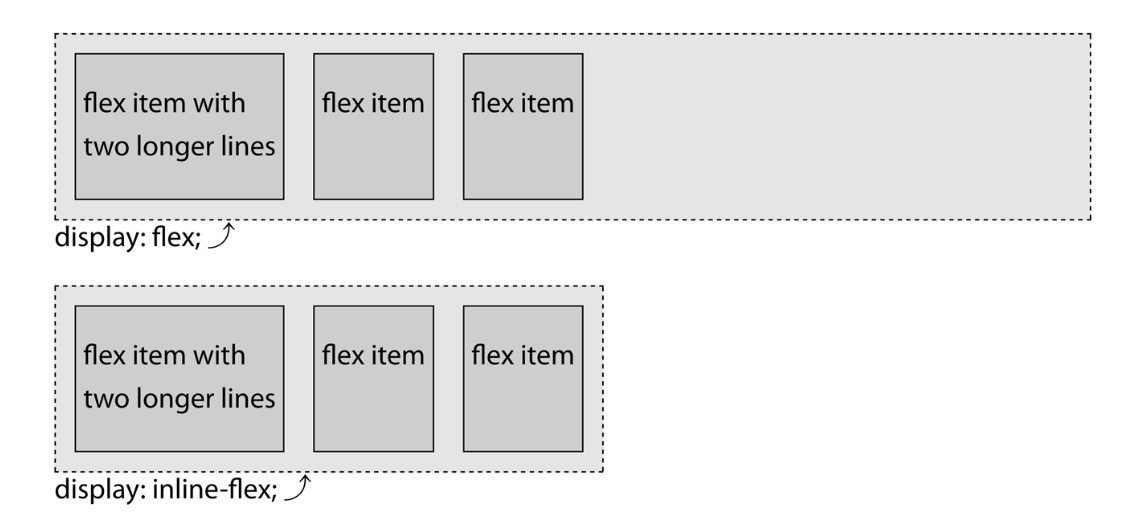 flex item with
two longer lines
flex item
flex item
display: flex;
flex item with
two longer lines
flex item
flex item
display: inline-flex;